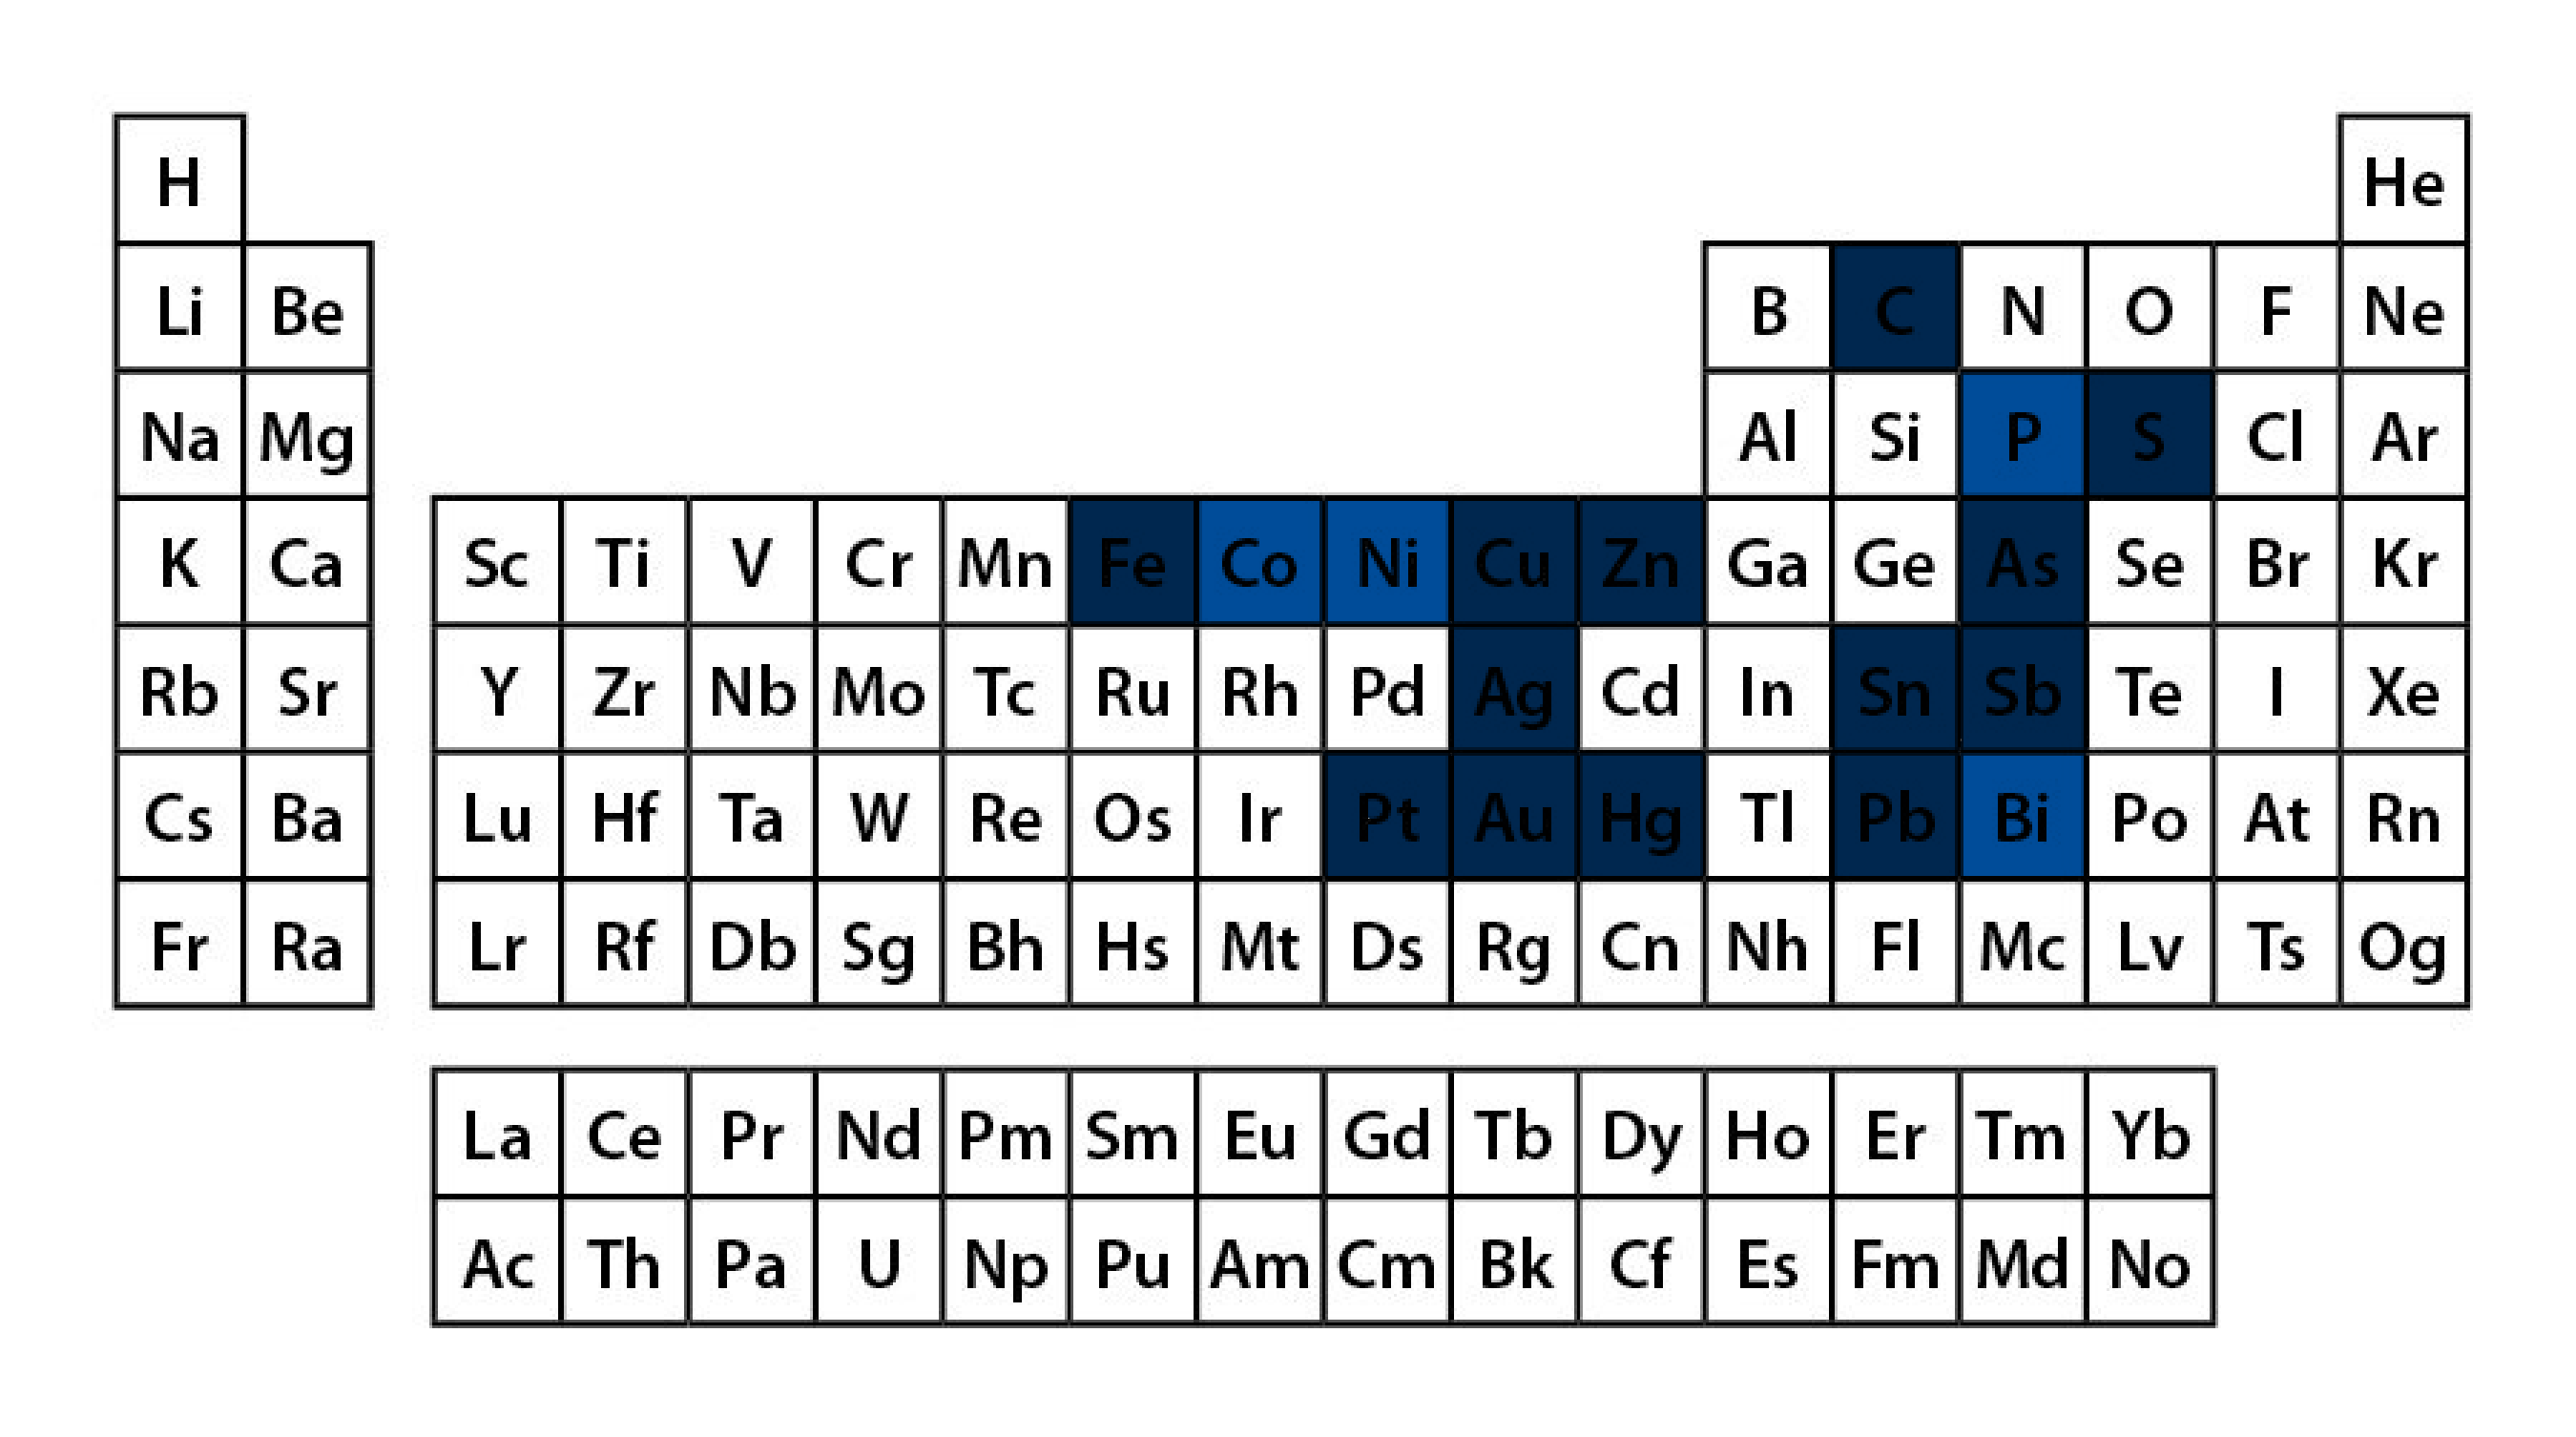 H He
Li Be B C N O F Ne
Na Mg Al Si P S Cl Ar
K Ca Sc Ti V Cr Mn Fe Co Ni Cu Zn Ga Ge As Se Br Kr
Rb Sr Y Zr Nb Mo Tc Ru Rh Pd Ag Cd In Sn Sb Te I Xe
Cs Ba Lu Hf Ta W Re Os Ir Pt Au Hg Tl Pb Bi Po At Rn
Fr Ra Lr Rf Db Sg Bh Hs Mt Ds Rg Cn Nh Fl Mc Lv Ts Og
La Ce Pr Nd Pm Sm Eu Gd Tb Dy Ho Er Tm Yb
Ac Th Pa U Np Pu Am Cm Bk Cf Es Fm Md No